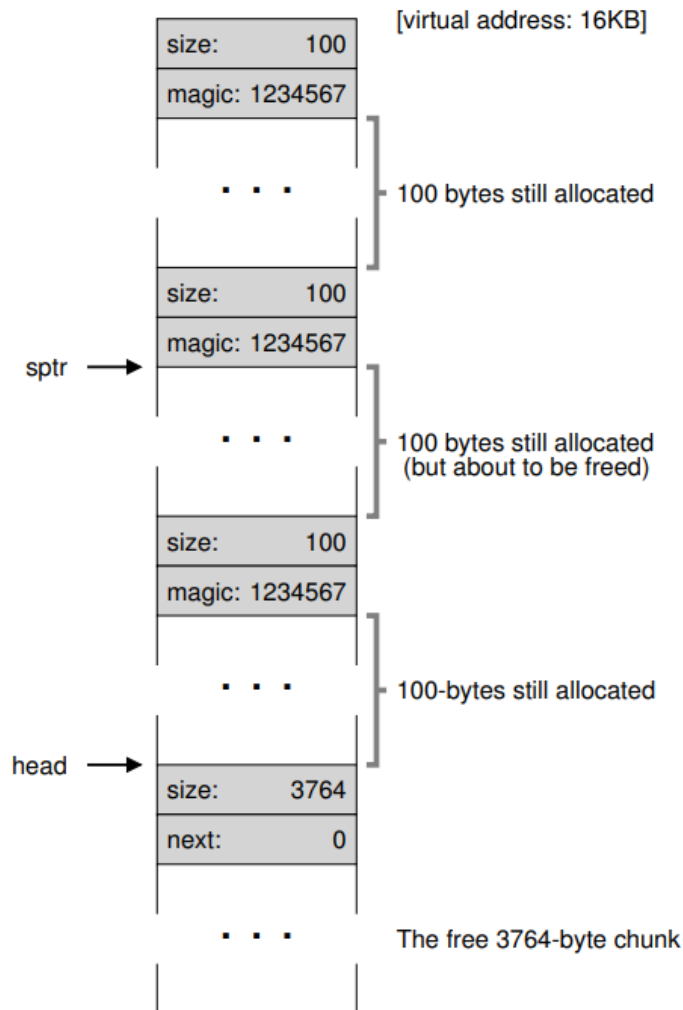 [virtual address: 16KB]
size: 100
magic: 1234567
. . .
100 bytes still allocated
size: 100
magic: 1234567
sptr
. . .
100 bytes still allocated
(but about to be freed)
size: 100
magic: 1234567
. . .
100-bytes still allocated
head
size: 3764
next: 0
. . .
The free 3764-byte chunk